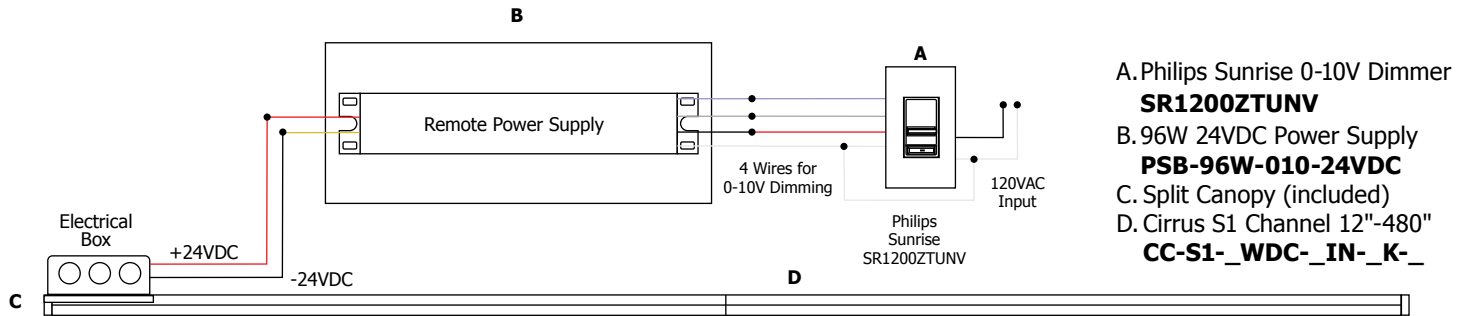 B
A
Remote Power Supply
4 Wires for
0-10V Dimming
120VAC
Input
Philips
Sunrise
SR1200ZTUNV
Electrical
Box
+24VDC
-24VDC
C
D
A. Philips Sunrise 0-10V Dimmer
SR1200ZTUNV
B. 96W 24VDC Power Supply
PSB-96W-010-24VDC
C. Split Canopy (included)
D. Cirrus S1 Channel 12"-480"
CC-S1-_WDC-_IN-_K-_